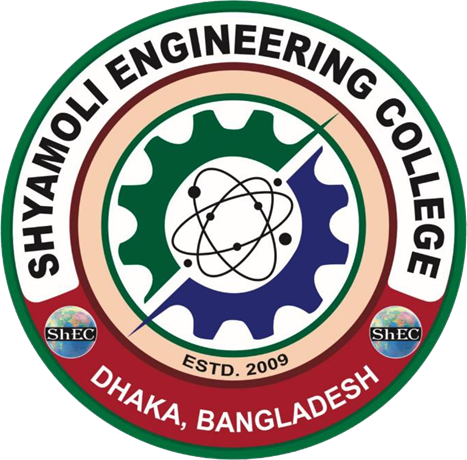 SHYAMOLI ENGINEERING COLLEGE
ShEC
ShEC
ESTD. 2009
DHAKA, BANGLADESH